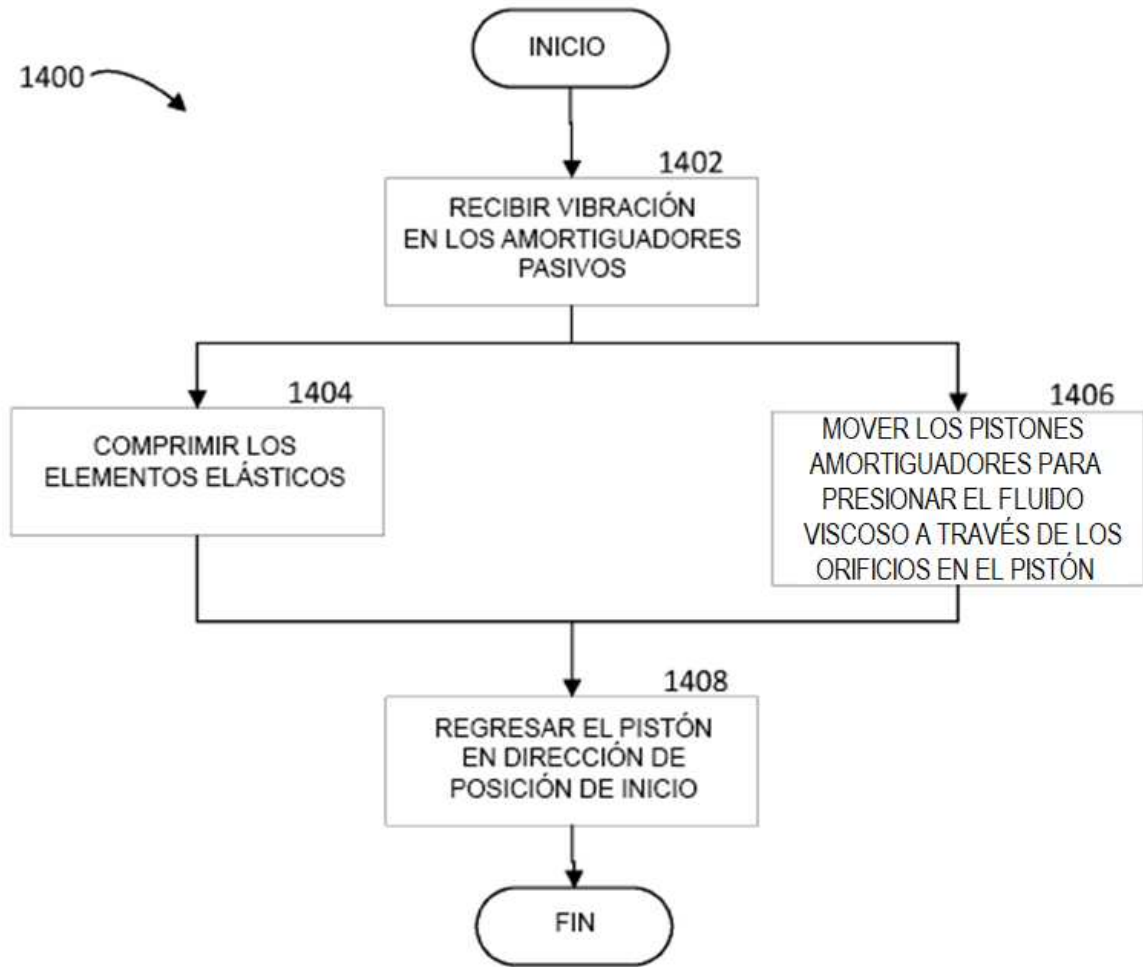 INICIO
1400
1402
RECIBIR VIBRACIÓN
EN LOS AMORTIGUADORES
PASIVOS
1404
COMPRIMIR LOS
ELEMENTOS ELÁSTICOS
1406
MOVER LOS PISTONES
AMORTIGUADORES PARA
PRESIONAR EL FLUIDO
VISCOSO A TRAVÉS DE LOS
ORIFICIOS EN EL PISTÓN
1408
REGRESAR EL PISTÓN
EN DIRECCIÓN DE
POSICIÓN DE INICIO
FIN